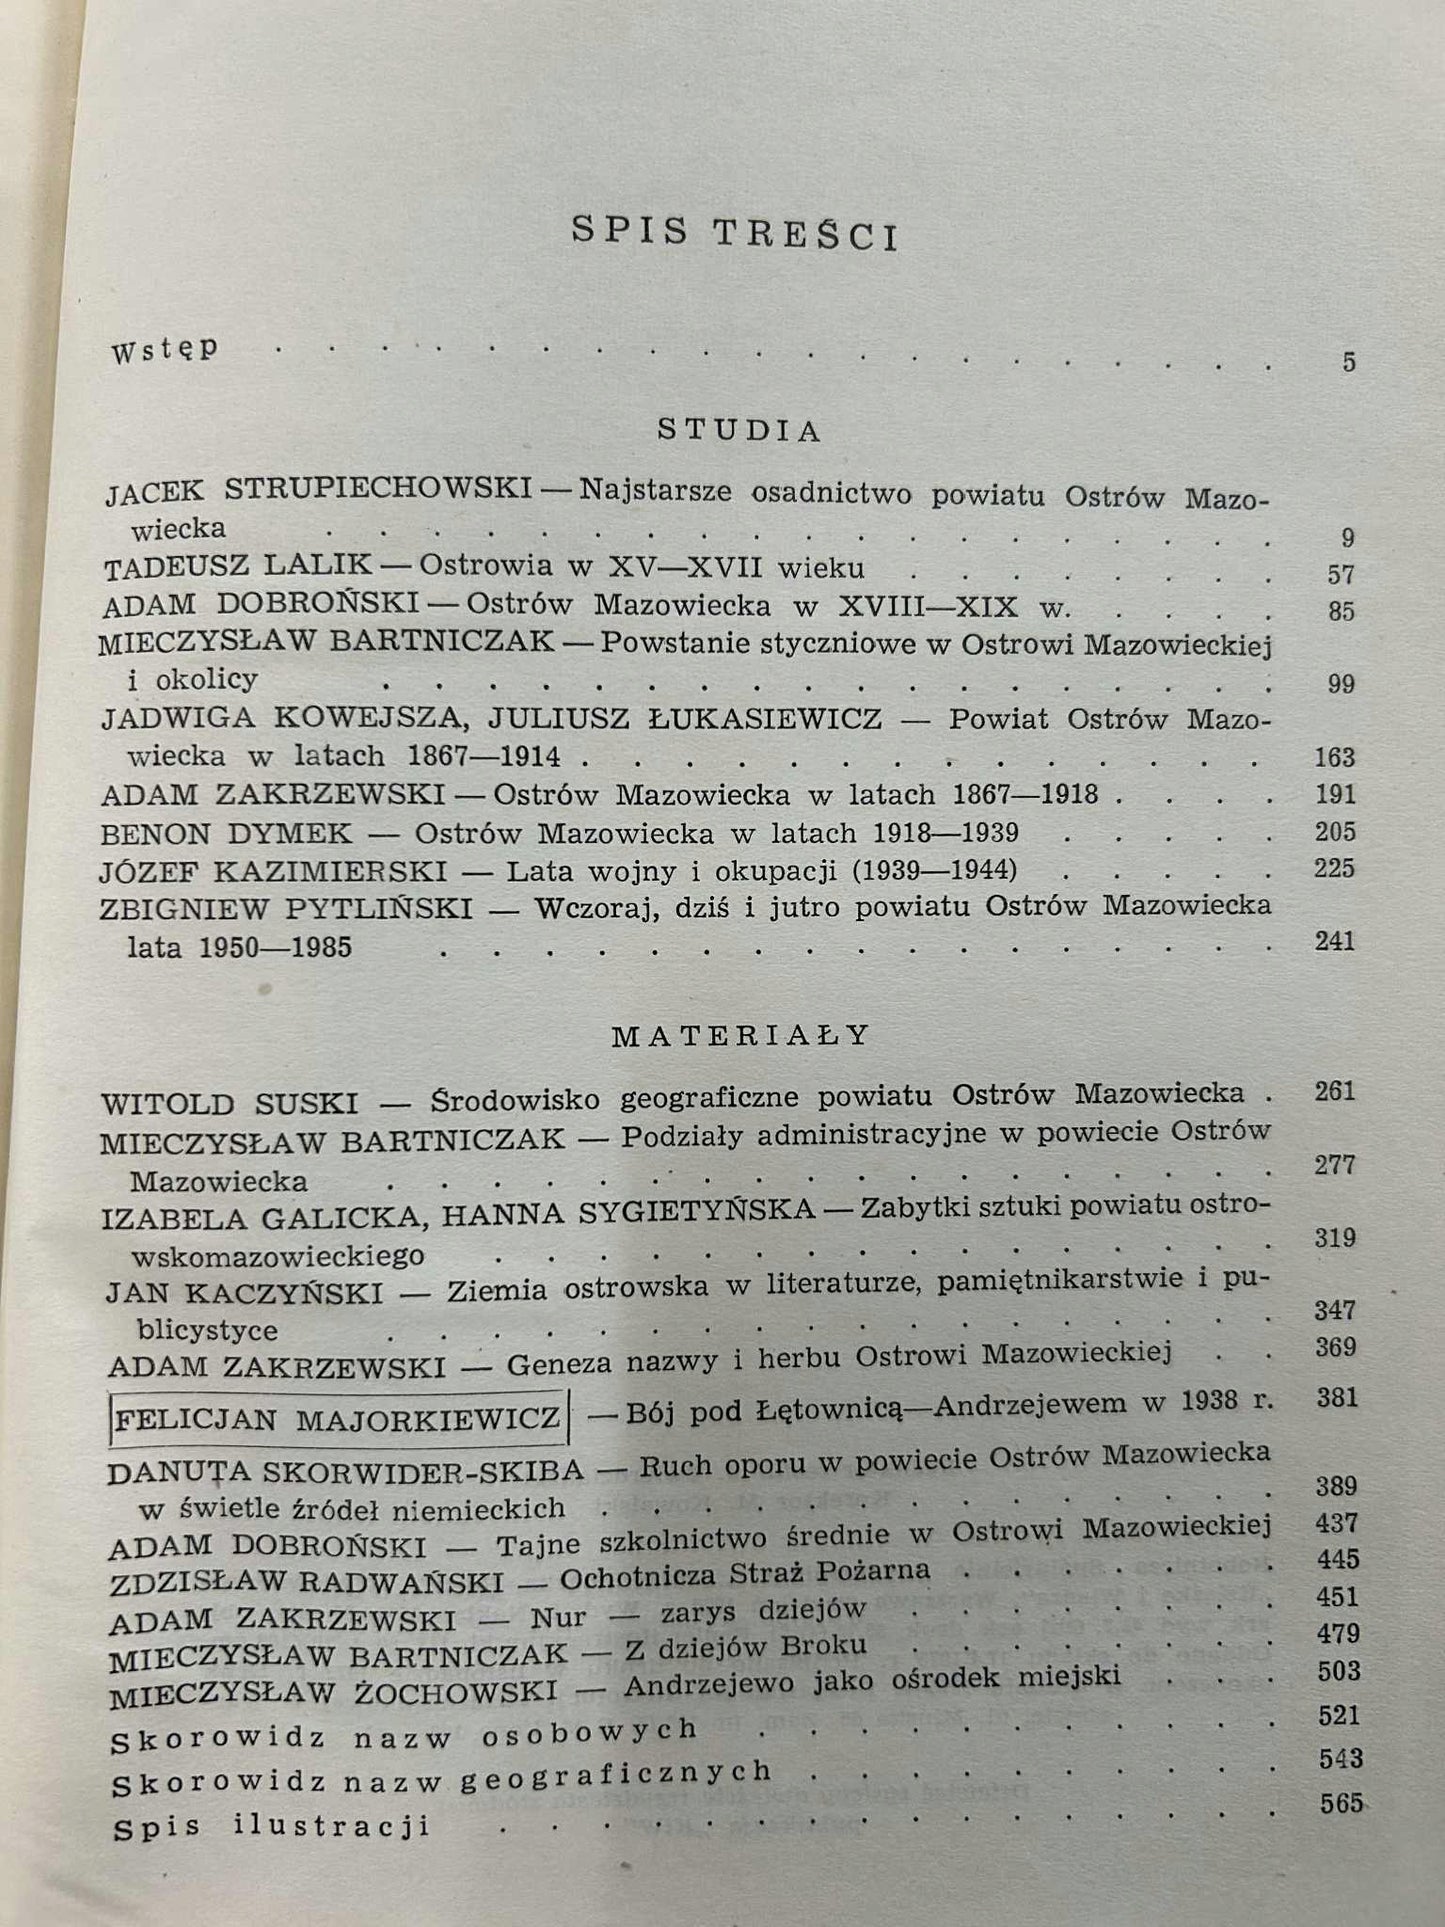 SPIS TREŚCI
Wstęp . . . . . . . . . . . . . . . . . . . 5
STUDIA
JACEK STRUPIECHOWSKI — Najstarsze osadnictwo powiatu Ostrów Mazo-
wiecka . . . . . . . . . . . . . . . . . . 9
TADEUSZ LALIK — Ostrowia w XV—XVII wieku . . . . . . . 57
ADAM DOBROŃSKI — Ostrów Mazowiecka w XVIII—XIX w. . . . . 85
MIECZYSŁAW BARTNICZAK — Powstanie styczniowe w Ostrowi Mazowieckiej
i okolicy . . . . . . . . . . . . . . . . . 99
JADWIGA KOWEJSZA, JULIUSZ ŁUKASIEWICZ — Powiat Ostrów Mazo-
wiecka w latach 1867—1914 . . . . . . . . . . . . . 163
ADAM ZAKRZEWSKI — Ostrów Mazowiecka w latach 1867—1918 . . . . 191
BENON DYMEK — Ostrów Mazowiecka w latach 1918—1939 . . . . . 205
JÓZEF KAZIMIERSKI — Lata wojny i okupacji (1939—1944) . . . . . 225
ZBIGNIEW PYTLIŃSKI — Wczoraj, dziś i jutro powiatu Ostrów Mazowiecka
lata 1950—1985 . . . . . . . . . . . . . . . . 241
MATERIAŁY
WITOLD SUSKI — Środowisko geograficzne powiatu Ostrów Mazowiecka . 261
MIECZYSŁAW BARTNICZAK — Podziały administracyjne w powiecie Ostrów
Mazowiecka . . . . . . . . . . . . . . . . . 277
IZABELA GALICKA, HANNA SYGIETYŃSKA — Zabytki sztuki powiatu ostro-
wskomazowieckiego . . . . . . . . . . . . . . . 319
JAN KACZYŃSKI — Ziemia ostrowska w literaturze, pamiętnikarstwie i pu-
blicystyce . . . . . . . . . . . . . . . . . 347
ADAM ZAKRZEWSKI — Geneza nazwy i herbu Ostrowi Mazowieckiej . . 369
FELICJAN MAJORKIEWICZ — Bój pod Łętownicą—Andrzejewem w 1938 r. 381
DANUTA SKORWIDER-SKIBA — Ruch oporu w powiecie Ostrów Mazowiecka
w świetle źródeł niemieckich . . . . . . . . . . . . . 389
ADAM DOBROŃSKI — Tajne szkolnictwo średnie w Ostrowi Mazowieckiej 437
ZDZISŁAW RADWAŃSKI — Ochotnicza Straż Pożarna . . . . . . . 445
ADAM ZAKRZEWSKI — Nur — zarys dziejów . . . . . . . . 451
MIECZYSŁAW BARTNICZAK — Z dziejów Broku . . . . . . . . 479
MIECZYSŁAW ŻOCHOWSKI — Andrzejewo jako ośrodek miejski . . . 503
Skorowidz nazw osobowych . . . . . . . . . . . 521
Skorowidz nazw geograficznych . . . . . . . . . . 543
Spis ilustracji . . . . . . . . . . . . . . . 565